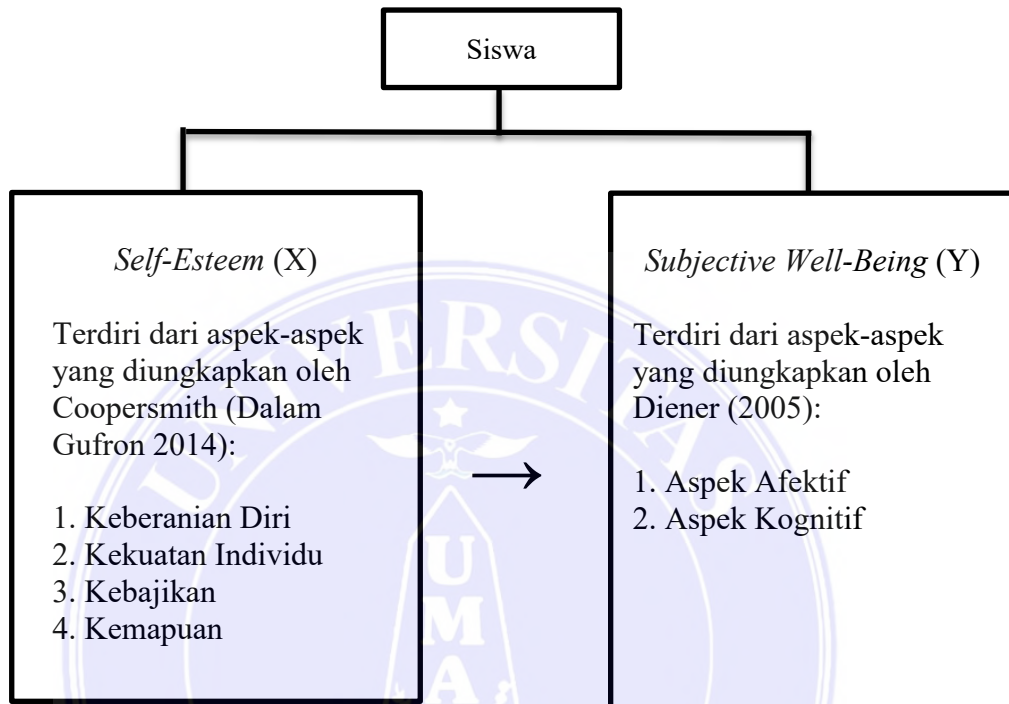 Siswa
Self-Esteem (X)
Terdiri dari aspek-aspek
yang diungkapkan oleh
Coopersmith (Dalam
Gufron 2014):
1. Keberanian Diri
2. Kekuatan Individu
3. Kebajikan
4. Kemapuan
Subjective Well-Being (Y)
Terdiri dari aspek-aspek
yang diungkapkan oleh
Diener (2005):
1. Aspek Afektif
2. Aspek Kognitif
UNIVERSITAS
U
M
A